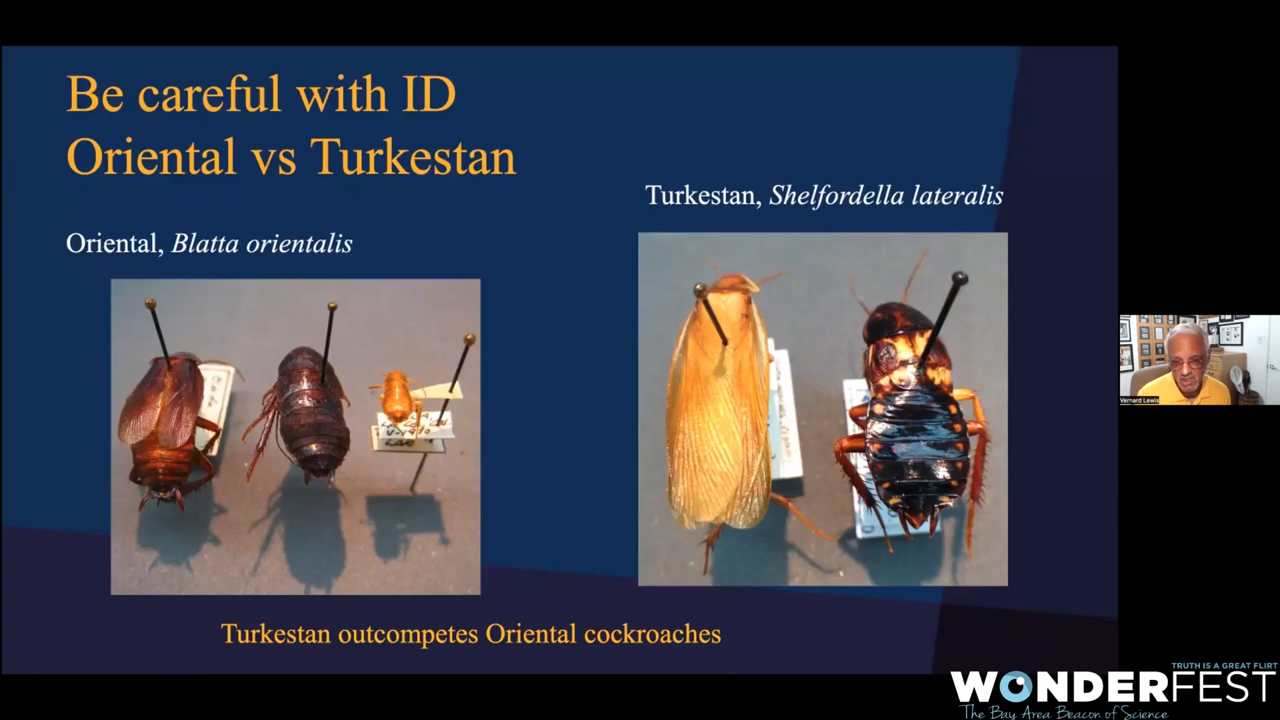 Be careful with ID
Oriental vs Turkestan
Turkestan, Shelfordella lateralis
Oriental, Blatta orientalis
Turkestan outcompetes Oriental cockroaches
Vernard Lewis
TRUTH IS A GREAT FLIRT
WONDERFEST
The Bay Area Beacon of Science